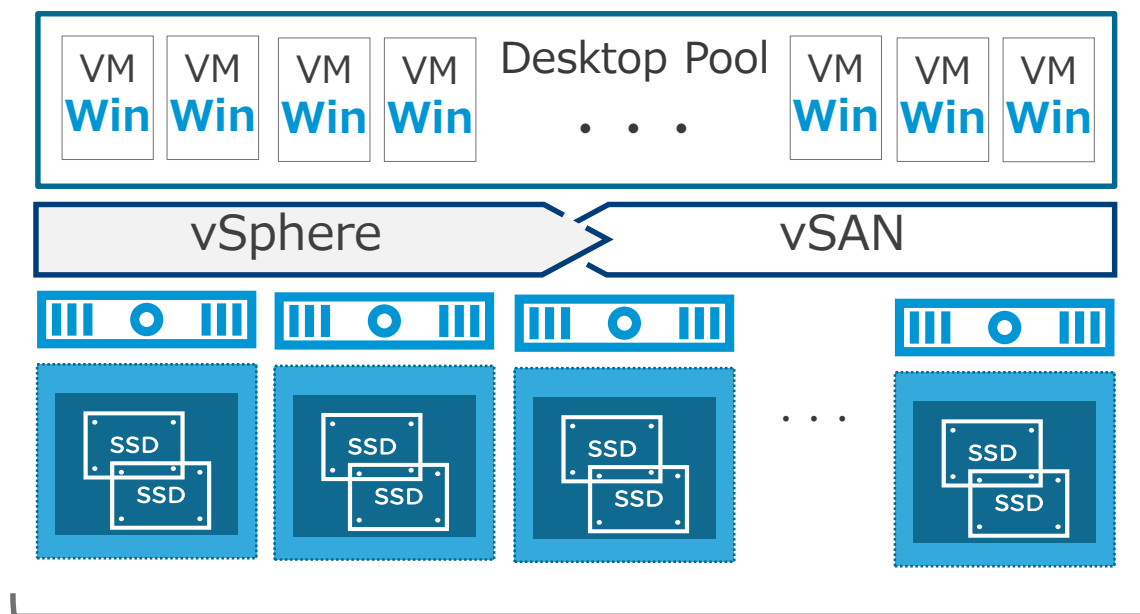 VM VM VM VM Desktop Pool VM VM VM
Win Win Win Win . . . Win Win Win
vSphere vSAN
. . .
SSD SSD SSD SSD
SSD SSD SSD SSD